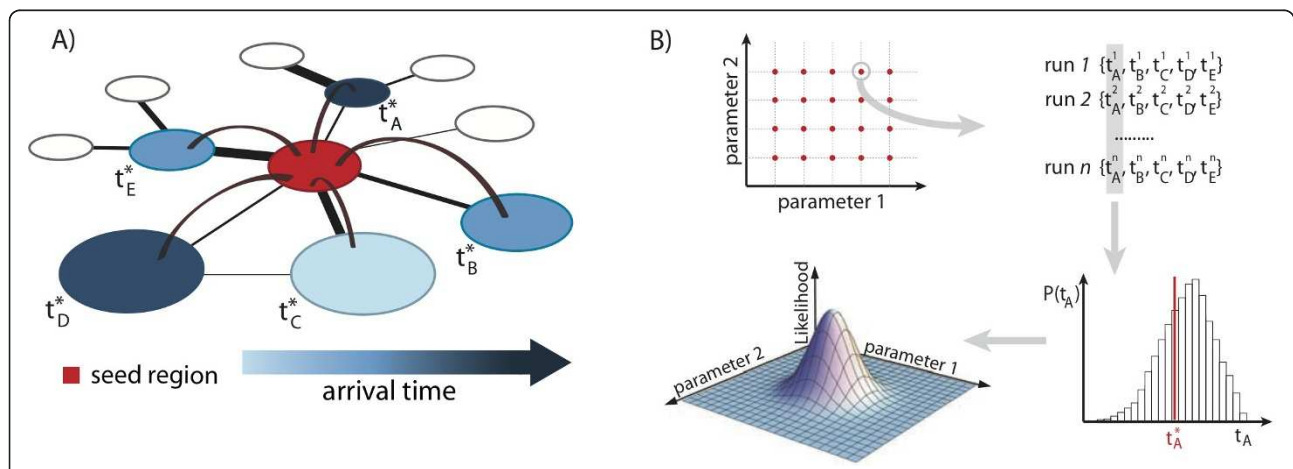 A)
t*A
t*E
t*B
t*D
t*C
seed region
arrival time
B)
parameter 2
parameter 1
run 1 {t¹A, t¹B, t¹C, t¹D, t¹E}
run 2 {t²A, t²B, t²C, t²D, t²E}
.........
run n {tⁿA, tⁿB, tⁿC, tⁿD, tⁿE}
Likelihood
parameter 2
parameter 1
P(tA)
t*A
tA